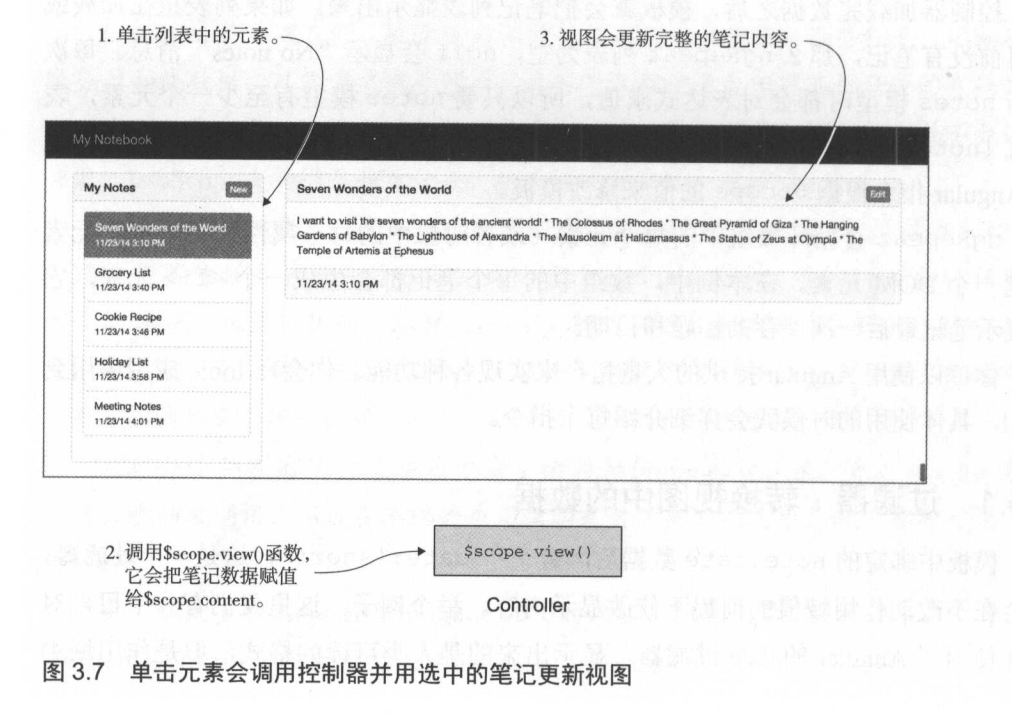 1. 单击列表中的元素。
3. 视图会更新完整的笔记内容。
My Notebook
My Notes
New
Seven Wonders of the World
11/23/14 3:10 PM
Grocery List
11/23/14 3:40 PM
Cookie Recipe
11/23/14 3:46 PM
Holiday List
11/23/14 3:58 PM
Meeting Notes
11/23/14 4:01 PM
Seven Wonders of the World
Edit
I want to visit the seven wonders of the ancient world! * The Colossus of Rhodes * The Great Pyramid of Giza * The Hanging
Gardens of Babylon * The Lighthouse of Alexandria * The Mausoleum at Halicarnassus * The Statue of Zeus at Olympia * The
Temple of Artemis at Ephesus
11/23/14 3:10 PM
2. 调用$scope.view()函数，
它会把笔记数据赋值
给$scope.content。
$scope.view()
Controller
图 3.7 单击元素会调用控制器并用选中的笔记更新视图